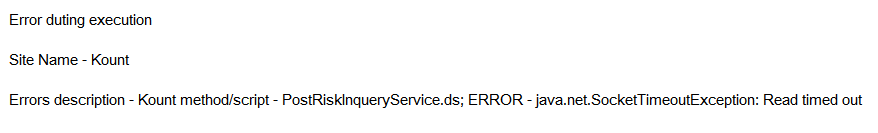 Error duting execution
Site Name - Kount
Errors description - Kount method/script - PostRiskInqueryService.ds; ERROR - java.net.SocketTimeoutException: Read timed out